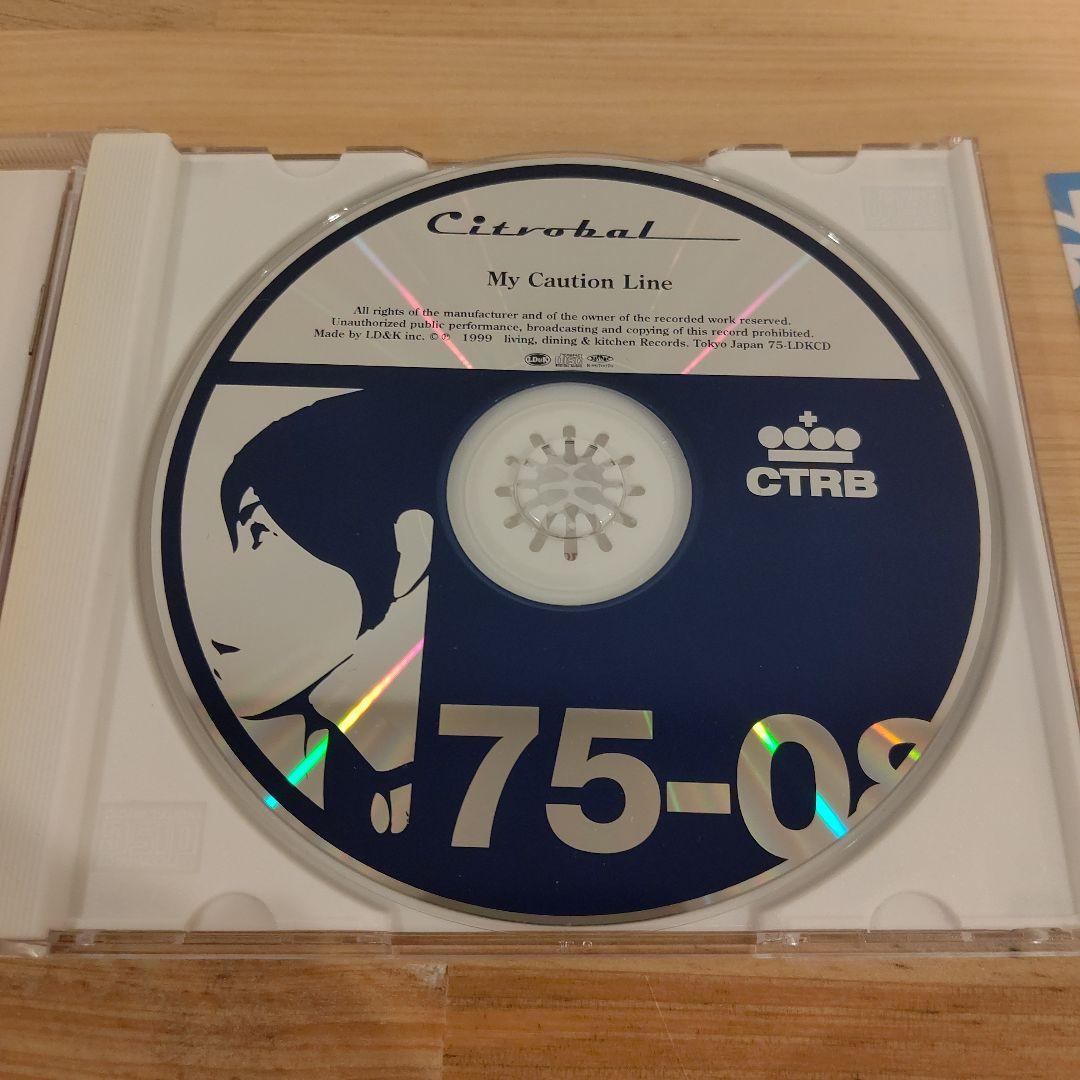 Citrobal
My Caution Line
All rights of the manufacturer and of the owner of the recorded work reserved.
Unauthorized public performance, broadcasting and copying of this record prohibited.
Made by LD&K inc. © ℗ 1999 living, dining & kitchen Records. Tokyo Japan 75-LDKCD
LD&K
CTRB
75-08